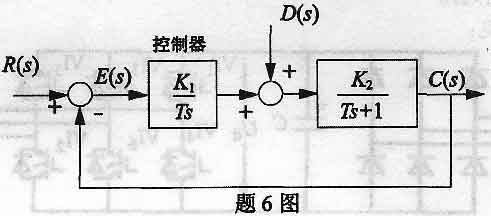 D(s)
控制器
R(s)
+
E(s)
-
K₁
Ts
+
+
K₂
Ts+1
C(s)
题6图